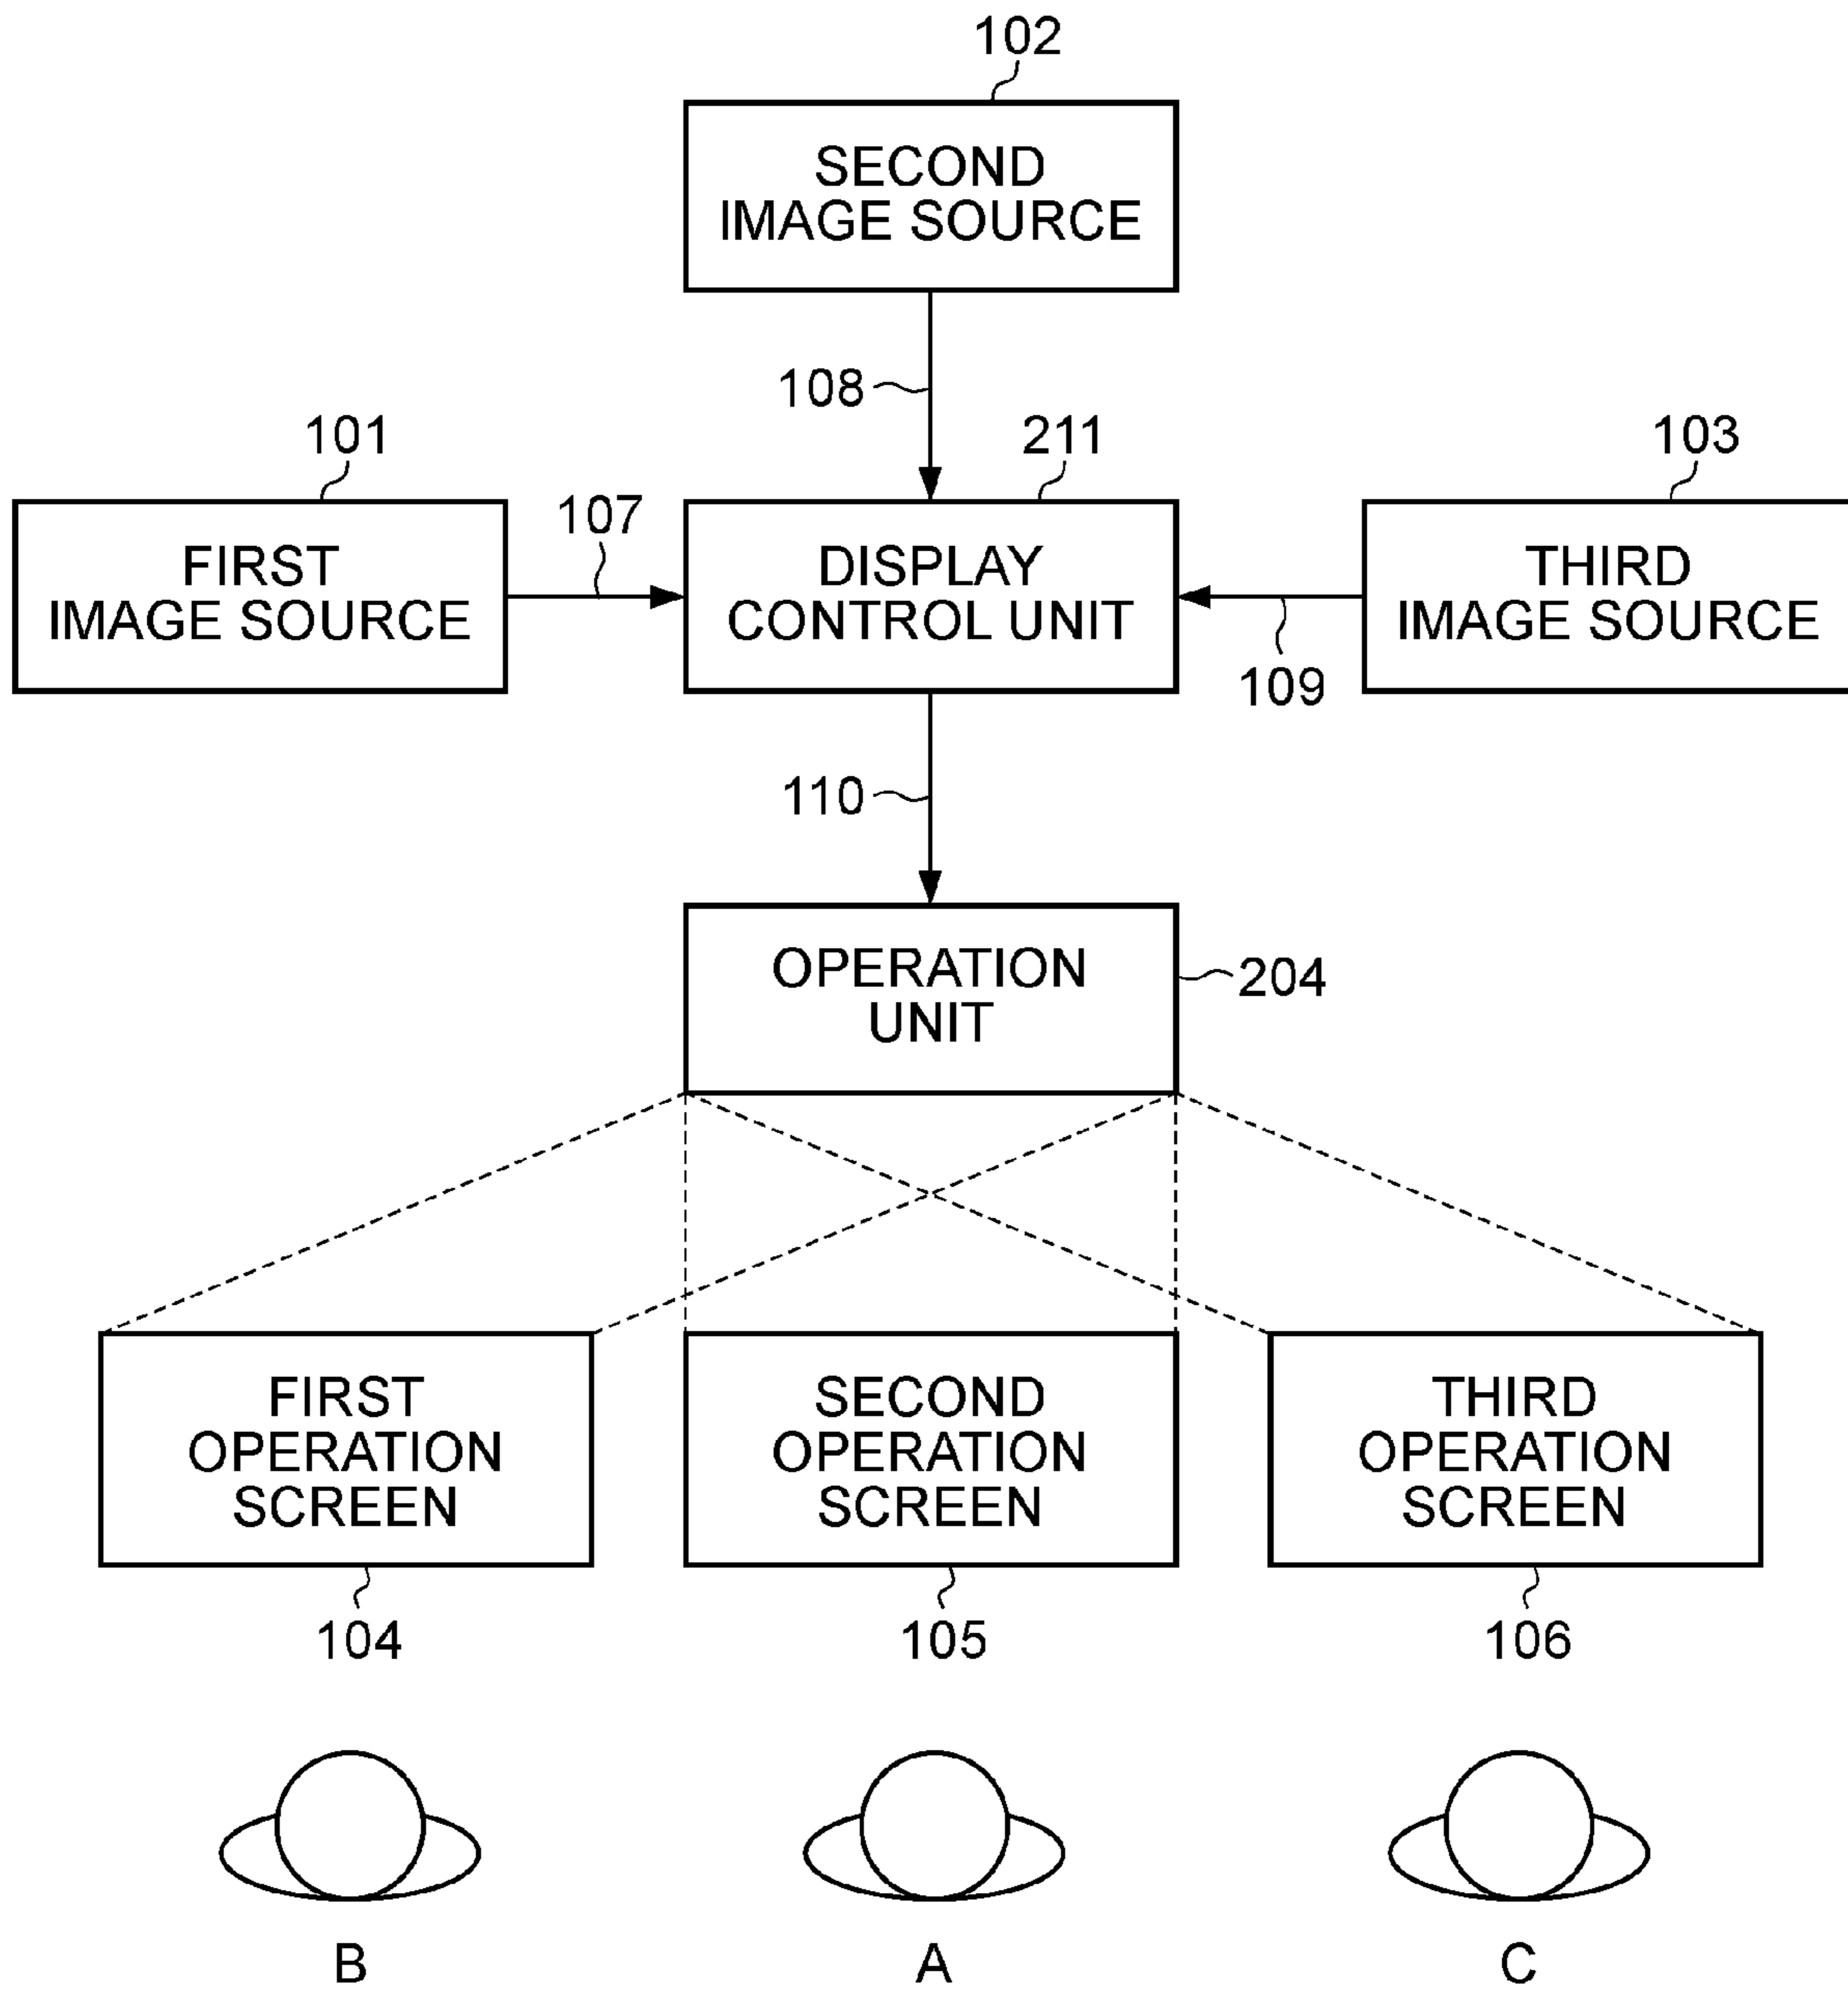 102
SECOND
IMAGE SOURCE
108
101
107
211
103
FIRST
IMAGE SOURCE
DISPLAY
CONTROL UNIT
THIRD
IMAGE SOURCE
109
110
OPERATION
UNIT
204
FIRST
OPERATION
SCREEN
SECOND
OPERATION
SCREEN
THIRD
OPERATION
SCREEN
104
105
106
B
A
C